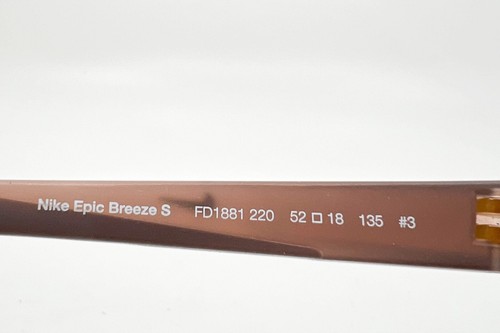 Nike Epic Breeze S FD1881 220 52 □ 18 135 #3